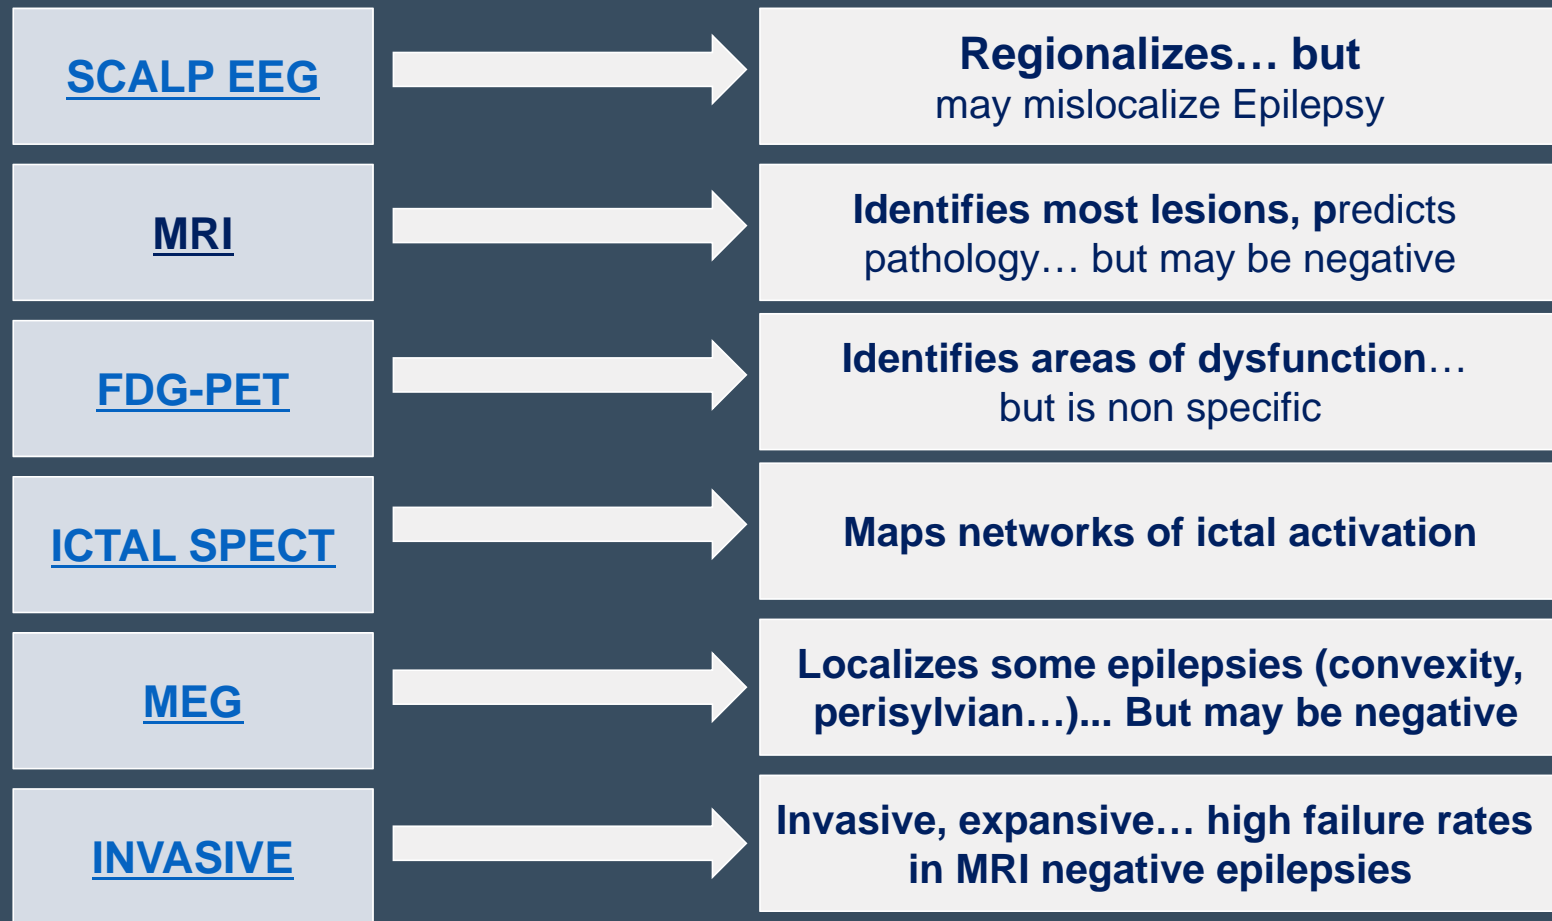 SCALP EEG
Regionalizes… but
may mislocalize Epilepsy
MRI
Identifies most lesions, predicts
pathology… but may be negative
FDG-PET
Identifies areas of dysfunction…
but is non specific
ICTAL SPECT
Maps networks of ictal activation
MEG
Localizes some epilepsies (convexity,
perisylvian…)... But may be negative
INVASIVE
Invasive, expansive… high failure rates
in MRI negative epilepsies